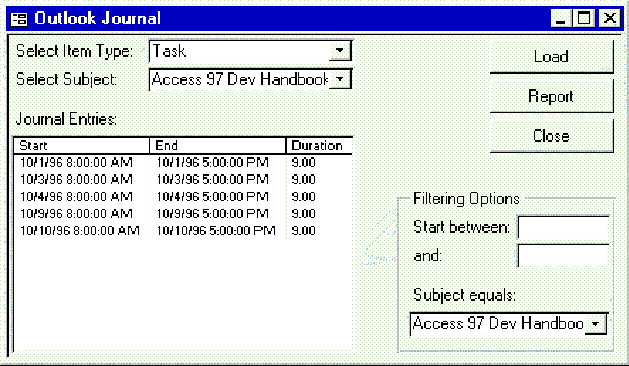 Outlook Journal
Select Item Type: Task
Select Subject: Access 97 Dev Handbook
Load
Report
Close
Journal Entries:
Start End Duration
10/1/96 8:00:00 AM 10/1/96 5:00:00 PM 9.00
10/3/96 8:00:00 AM 10/3/96 5:00:00 PM 9.00
10/4/96 8:00:00 AM 10/4/96 5:00:00 PM 9.00
10/9/96 8:00:00 AM 10/9/96 5:00:00 PM 9.00
10/10/96 8:00:00 AM 10/10/96 5:00:00 PM 9.00
Filtering Options
Start between:
and:
Subject equals:
Access 97 Dev Handboo